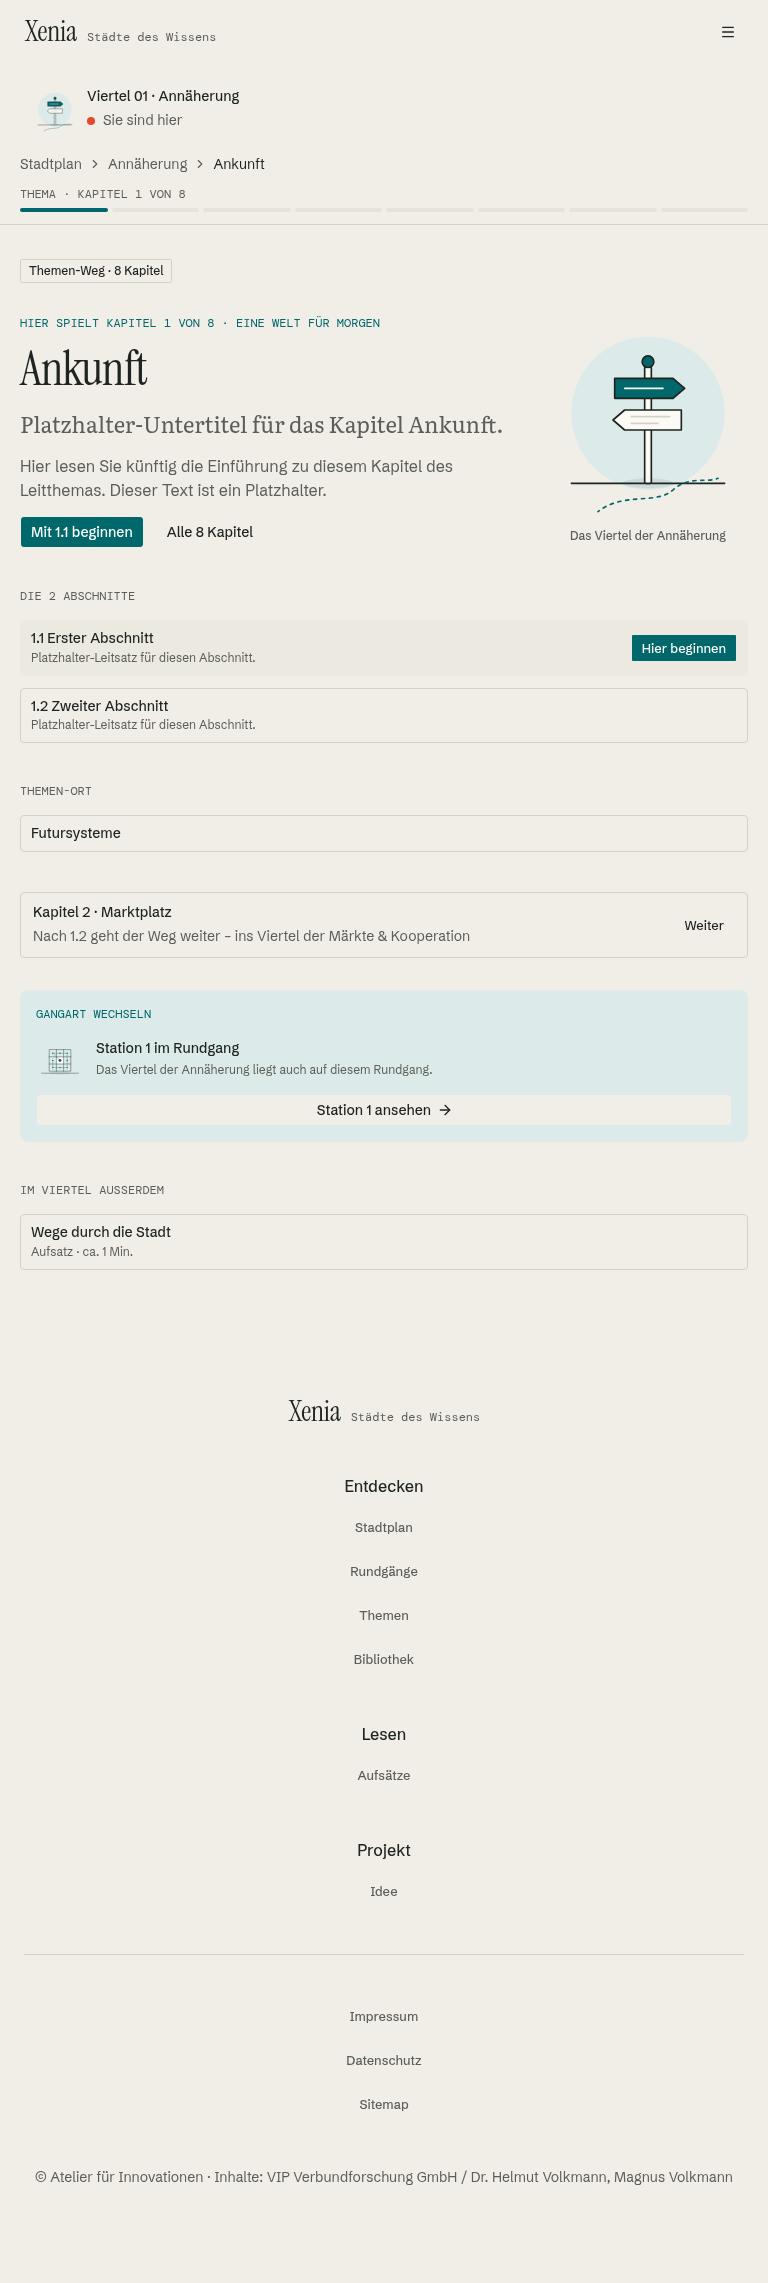 Xenia Städte des Wissens
Viertel 01 · Annäherung
Sie sind hier
Stadtplan > Annäherung > Ankunft
THEMA · KAPITEL 1 VON 8
Themen-Weg · 8 Kapitel
HIER SPIELT KAPITEL 1 VON 8 · EINE WELT FÜR MORGEN
Ankunft
Platzhalter-Untertitel für das Kapitel Ankunft.
Hier lesen Sie künftig die Einführung zu diesem Kapitel des
Leitthemas. Dieser Text ist ein Platzhalter.
Mit 1.1 beginnen
Alle 8 Kapitel
Das Viertel der Annäherung
DIE 2 ABSCHNITTE
1.1 Erster Abschnitt
Platzhalter-Leitsatz für diesen Abschnitt.
Hier beginnen
1.2 Zweiter Abschnitt
Platzhalter-Leitsatz für diesen Abschnitt.
THEMEN-ORT
Futursysteme
Kapitel 2 · Marktplatz
Nach 1.2 geht der Weg weiter – ins Viertel der Märkte & Kooperation
Weiter
GANGART WECHSELN
Station 1 im Rundgang
Das Viertel der Annäherung liegt auch auf diesem Rundgang.
Station 1 ansehen →
IM VIERTEL AUSSERDEM
Wege durch die Stadt
Aufsatz · ca. 1 Min.
Xenia Städte des Wissens
Entdecken
Stadtplan
Rundgänge
Themen
Bibliothek
Lesen
Aufsätze
Projekt
Idee
Impressum
Datenschutz
Sitemap
© Atelier für Innovationen · Inhalte: VIP Verbundforschung GmbH / Dr. Helmut Volkmann, Magnus Volkmann